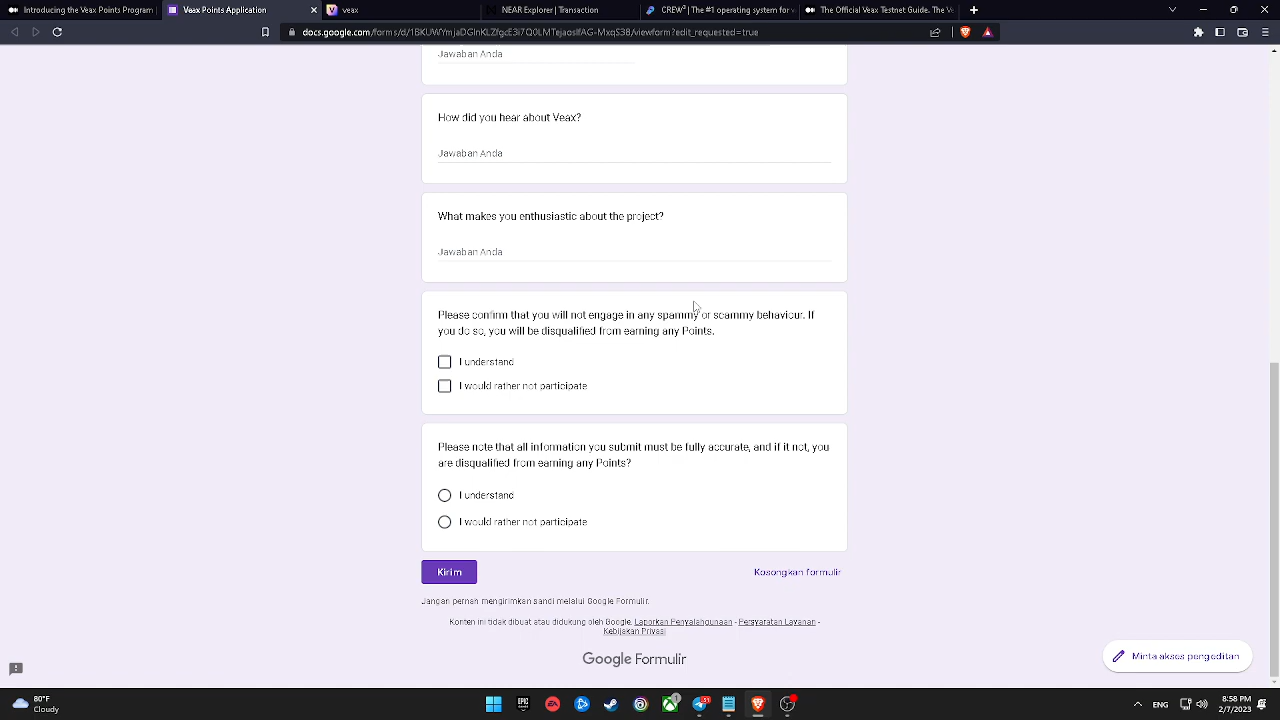 Introducing the Veax Points Program
Veax Points Application
veax
NEAR Explorer | Transaction
CREW³ | The #1 operating system for
The Official Veax Testnet Guide. The Ve
Jawaban Anda
How did you hear about Veax?
Jawaban Anda
What makes you enthusiastic about the project?
Jawaban Anda
Please confirm that you will not engage in any spammy or scammy behaviour. If
you do so, you will be disqualified from earning any Points.
I understand
I would rather not participate
Please note that all information you submit must be fully accurate, and if it not, you
are disqualified from earning any Points?
I understand
I would rather not participate
Kirim
Kosongkan formulir
Jangan pernah mengirimkan sandi melalui Google Formulir.
Konten ini tidak dibuat atau didukung oleh Google. Laporkan Penyalahgunaan - Persyaratan Layanan -
Kebijakan Privasi
Google Formulir
Minta akses pengeditan
80°F
Cloudy
ENG
8:58 PM
2/7/2023